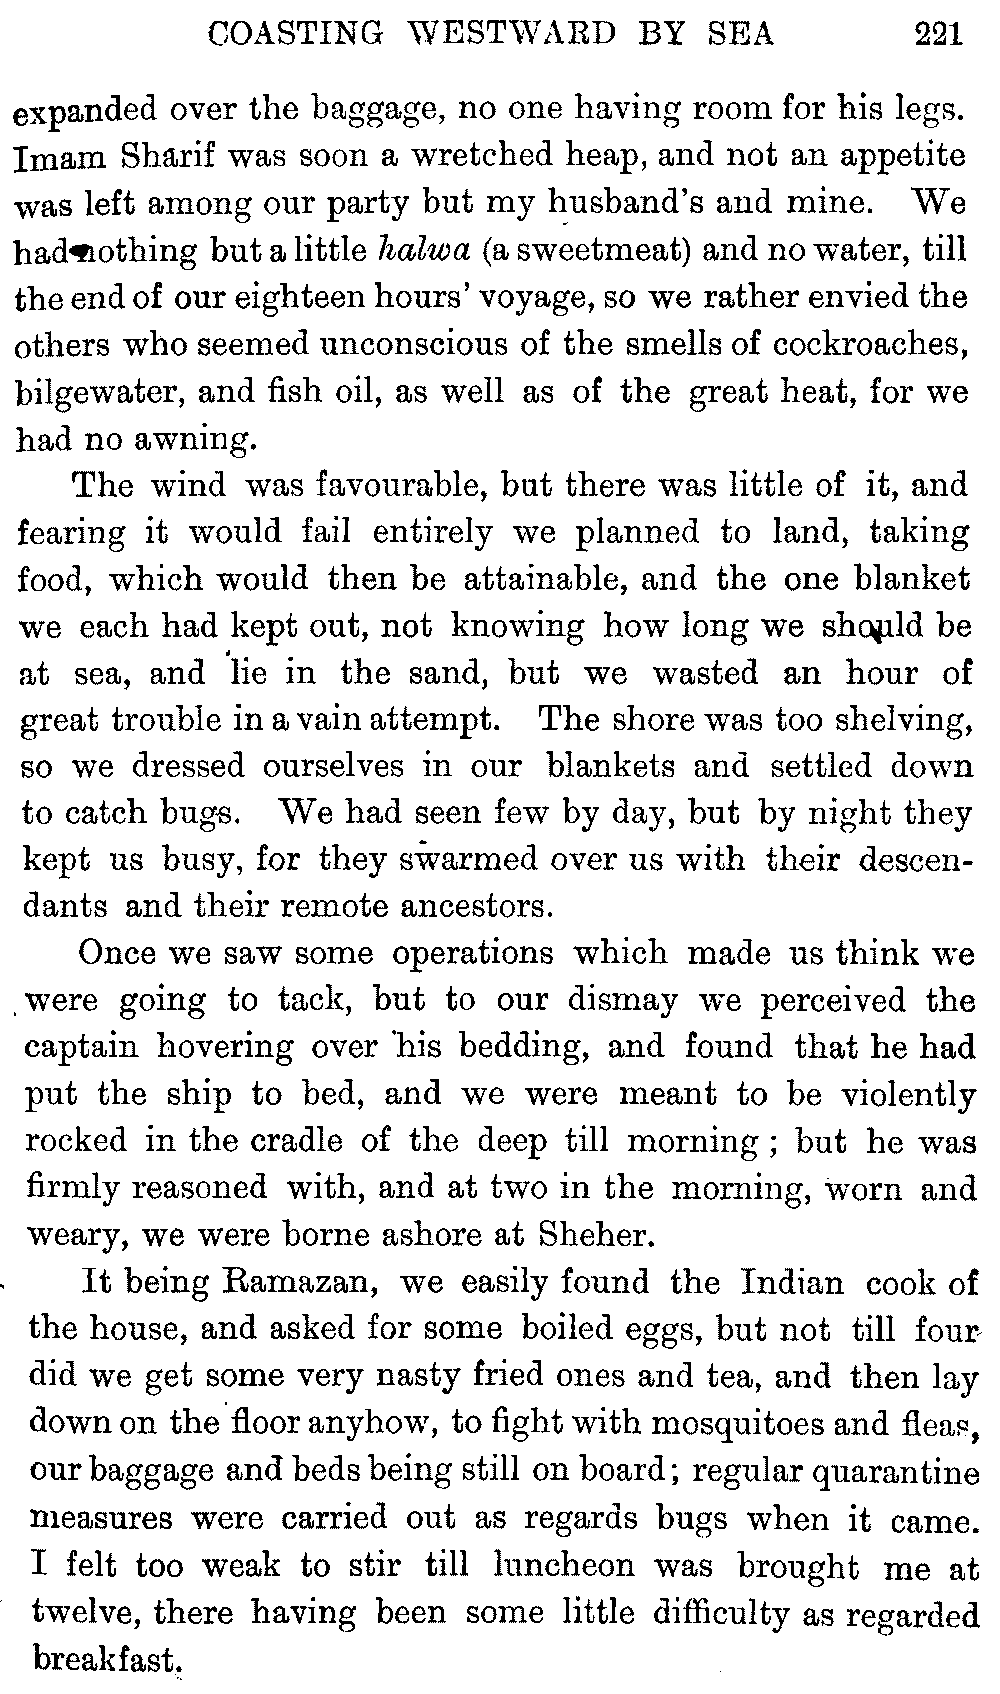 COASTING WESTWARD BY SEA 221
expanded over the baggage, no one having room for his legs.
Imam Sharif was soon a wretched heap, and not an appetite
was left among our party but my husband's and mine. We
had nothing but a little halwa (a sweetmeat) and no water, till
the end of our eighteen hours' voyage, so we rather envied the
others who seemed unconscious of the smells of cockroaches,
bilgewater, and fish oil, as well as of the great heat, for we
had no awning.
The wind was favourable, but there was little of it, and
fearing it would fail entirely we planned to land, taking
food, which would then be attainable, and the one blanket
we each had kept out, not knowing how long we should be
at sea, and lie in the sand, but we wasted an hour of
great trouble in a vain attempt. The shore was too shelving,
so we dressed ourselves in our blankets and settled down
to catch bugs. We had seen few by day, but by night they
kept us busy, for they swarmed over us with their descen-
dants and their remote ancestors.
Once we saw some operations which made us think we
were going to tack, but to our dismay we perceived the
captain hovering over his bedding, and found that he had
put the ship to bed, and we were meant to be violently
rocked in the cradle of the deep till morning ; but he was
firmly reasoned with, and at two in the morning, worn and
weary, we were borne ashore at Sheher.
It being Ramazan, we easily found the Indian cook of
the house, and asked for some boiled eggs, but not till four
did we get some very nasty fried ones and tea, and then lay
down on the floor anyhow, to fight with mosquitoes and fleas,
our baggage and beds being still on board; regular quarantine
measures were carried out as regards bugs when it came.
I felt too weak to stir till luncheon was brought me at
twelve, there having been some little difficulty as regarded
breakfast.